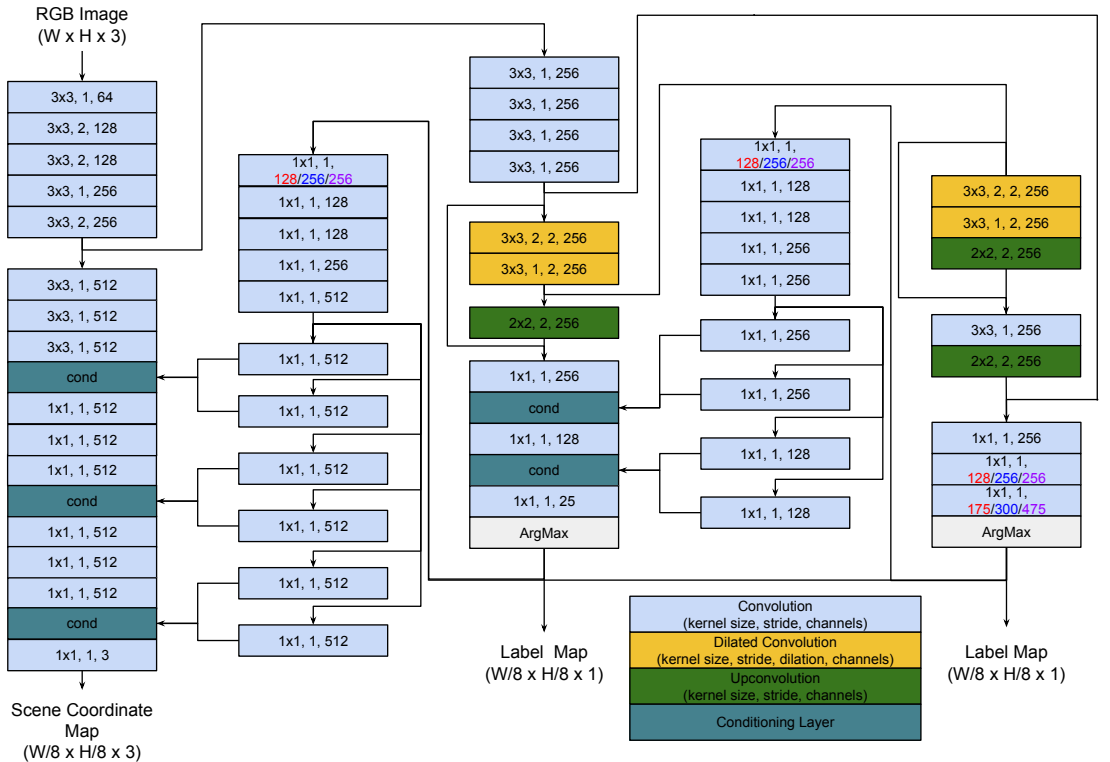 RGB Image
(W x H x 3)
3x3, 1, 64
3x3, 2, 128
3x3, 2, 128
3x3, 1, 256
3x3, 2, 256
3x3, 1, 512
3x3, 1, 512
3x3, 1, 512
cond
1x1, 1, 512
1x1, 1, 512
1x1, 1, 512
cond
1x1, 1, 512
1x1, 1, 512
1x1, 1, 512
cond
1x1, 1, 3
Scene Coordinate
Map
(W/8 x H/8 x 3)
1x1, 1,
128/256/256
1x1, 1, 128
1x1, 1, 128
1x1, 1, 256
1x1, 1, 512
1x1, 1, 512
1x1, 1, 512
1x1, 1, 512
1x1, 1, 512
1x1, 1, 512
1x1, 1, 512
3x3, 1, 256
3x3, 1, 256
3x3, 1, 256
3x3, 1, 256
3x3, 2, 2, 256
3x3, 1, 2, 256
2x2, 2, 256
1x1, 1, 256
cond
1x1, 1, 128
cond
1x1, 1, 25
ArgMax
Label Map
(W/8 x H/8 x 1)
1x1, 1,
128/256/256
1x1, 1, 128
1x1, 1, 128
1x1, 1, 256
1x1, 1, 256
1x1, 1, 256
1x1, 1, 256
1x1, 1, 128
1x1, 1, 128
3x3, 2, 2, 256
3x3, 1, 2, 256
2x2, 2, 256
3x3, 1, 256
2x2, 2, 256
1x1, 1, 256
1x1, 1,
128/256/256
1x1, 1,
175/300/475
ArgMax
Label Map
(W/8 x H/8 x 1)
Convolution
(kernel size, stride, channels)
Dilated Convolution
(kernel size, stride, dilation, channels)
Upconvolution
(kernel size, stride, channels)
Conditioning Layer